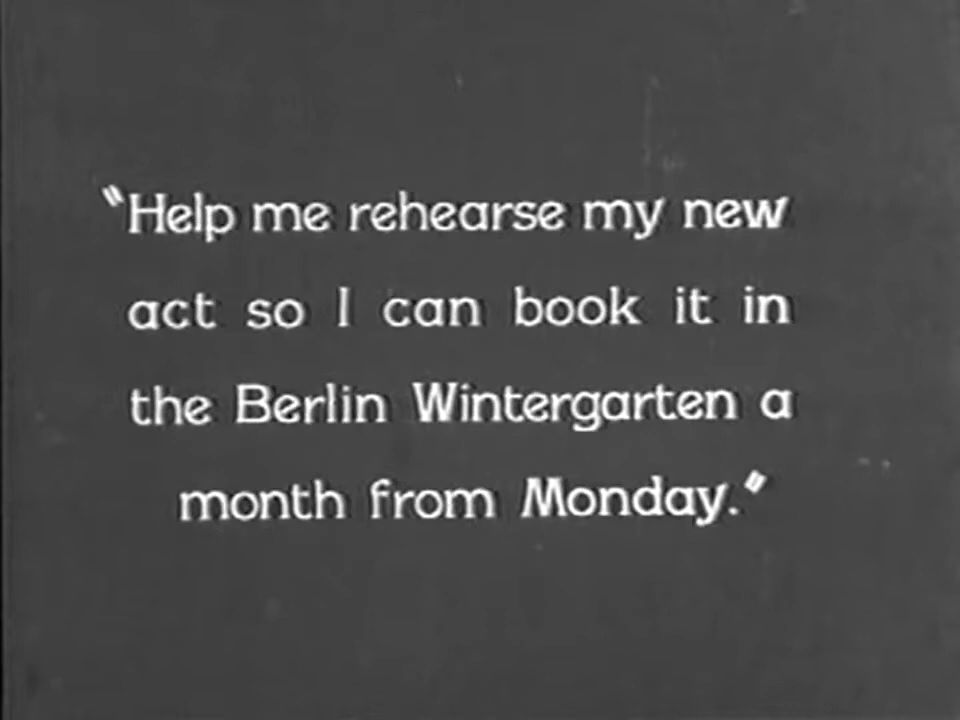 "Help me rehearse my new
act so I can book it in
the Berlin Wintergarten a
month from Monday."